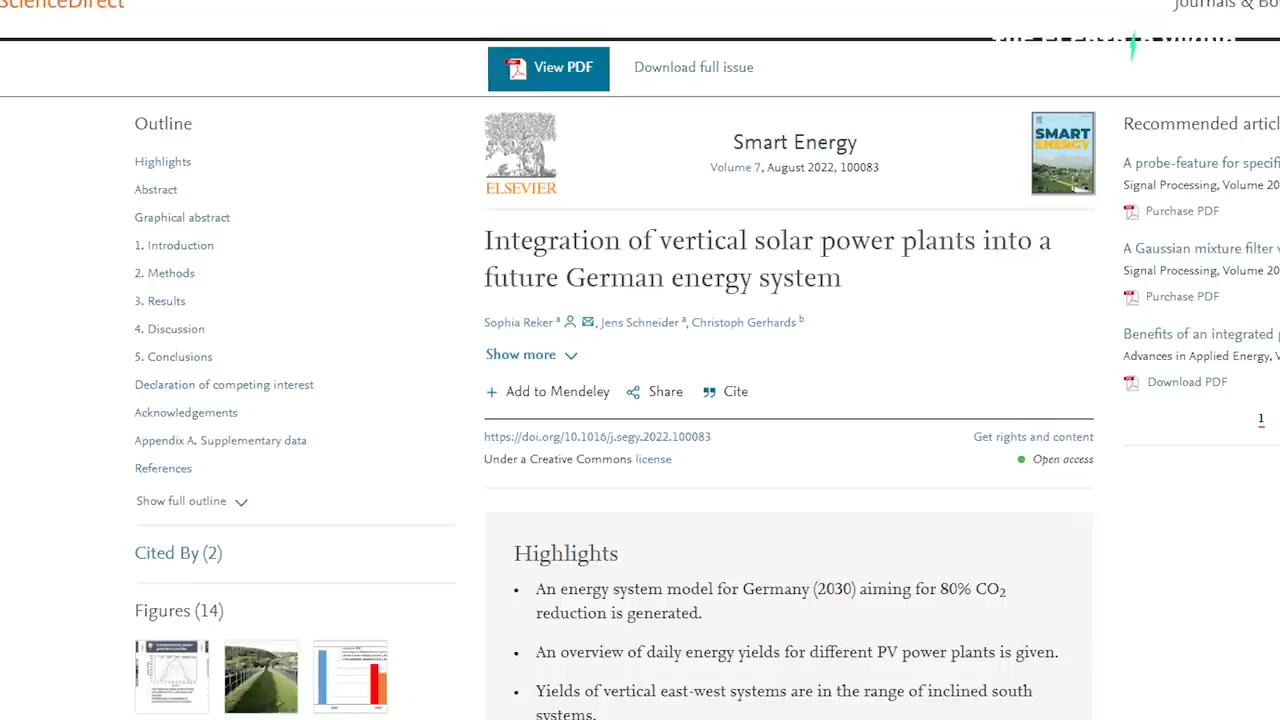 ScienceDirect
Journals & Bo
View PDF
Download full issue
Outline
Highlights
Abstract
Graphical abstract
1. Introduction
2. Methods
3. Results
4. Discussion
5. Conclusions
Declaration of competing interest
Acknowledgements
Appendix A. Supplementary data
References
Show full outline
Cited By (2)
Figures (14)
ELSEVIER
Smart Energy
Volume 7, August 2022, 100083
SMART
ENERGY
Integration of vertical solar power plants into a
future German energy system
Sophia Reker a, Jens Schneider a, Christoph Gerhards b
Show more
Add to Mendeley
Share
Cite
https://doi.org/10.1016/j.segy.2022.100083
Get rights and content
Under a Creative Commons license
Open access
Highlights
• An energy system model for Germany (2030) aiming for 80% CO2
reduction is generated.
• An overview of daily energy yields for different PV power plants is given.
• Yields of vertical east-west systems are in the range of inclined south
systems.
Recommended articl
A probe-feature for specifi
Signal Processing, Volume 20
Purchase PDF
A Gaussian mixture filter
Signal Processing, Volume 20
Purchase PDF
Benefits of an integrated
Advances in Applied Energy,
Download PDF
1